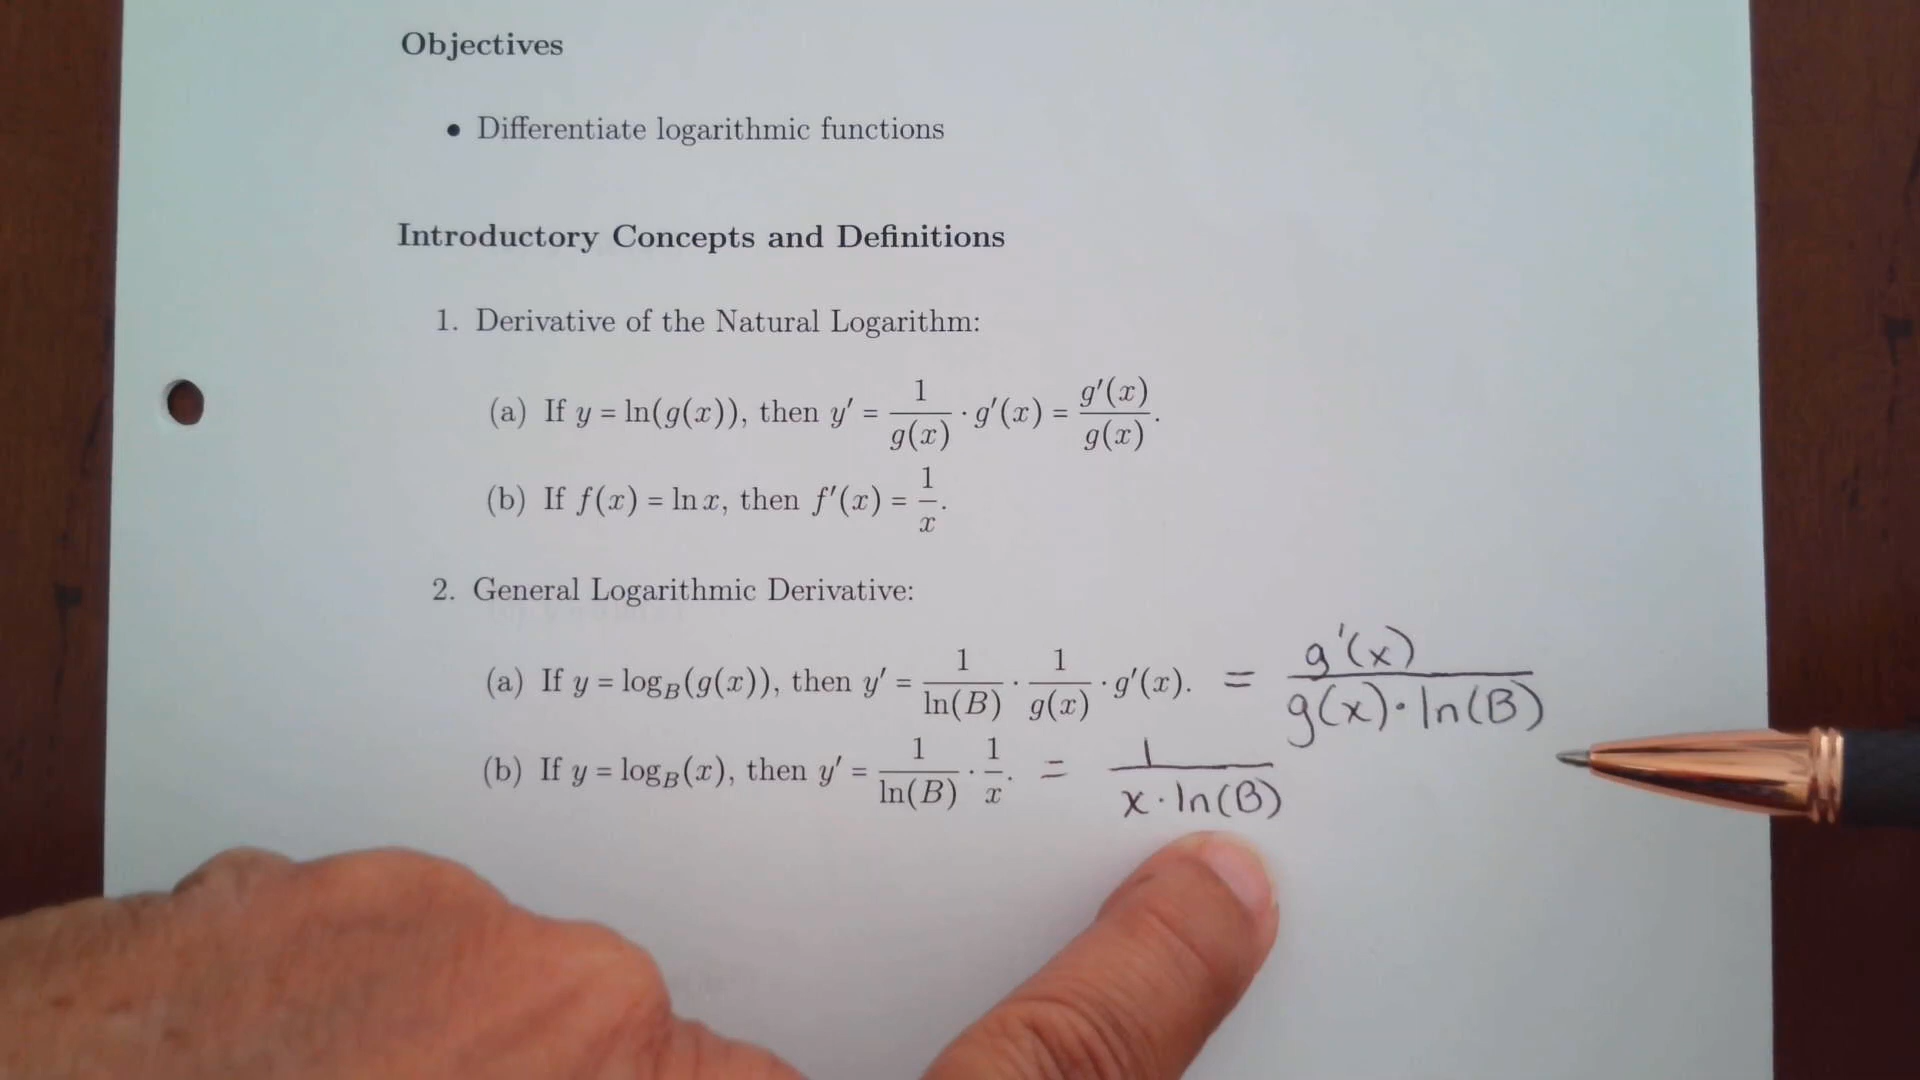 Objectives
• Differentiate logarithmic functions
Introductory Concepts and Definitions
1. Derivative of the Natural Logarithm:
(a) If y = ln(g(x)), then y′ = 1/g(x) · g′(x) = g′(x)/g(x).
(b) If f(x) = ln x, then f′(x) = 1/x.
2. General Logarithmic Derivative:
(a) If y = log_B(g(x)), then y′ = 1/ln(B) · 1/g(x) · g′(x). = g'(x)/g(x)·ln(B)
(b) If y = log_B(x), then y′ = 1/ln(B) · 1/x. = 1/x·ln(B)